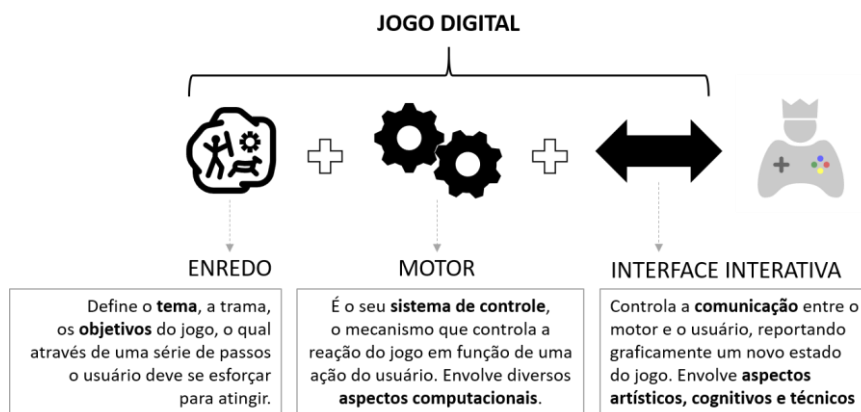 JOGO DIGITAL
ENREDO
Define o tema, a trama,
os objetivos do jogo, o qual
através de uma série de passos
o usuário deve se esforçar
para atingir.
MOTOR
É o seu sistema de controle,
o mecanismo que controla a
reação do jogo em função de uma
ação do usuário. Envolve diversos
aspectos computacionais.
INTERFACE INTERATIVA
Controla a comunicação entre o
motor e o usuário, reportando
graficamente um novo estado
do jogo. Envolve aspectos
artísticos, cognitivos e técnicos